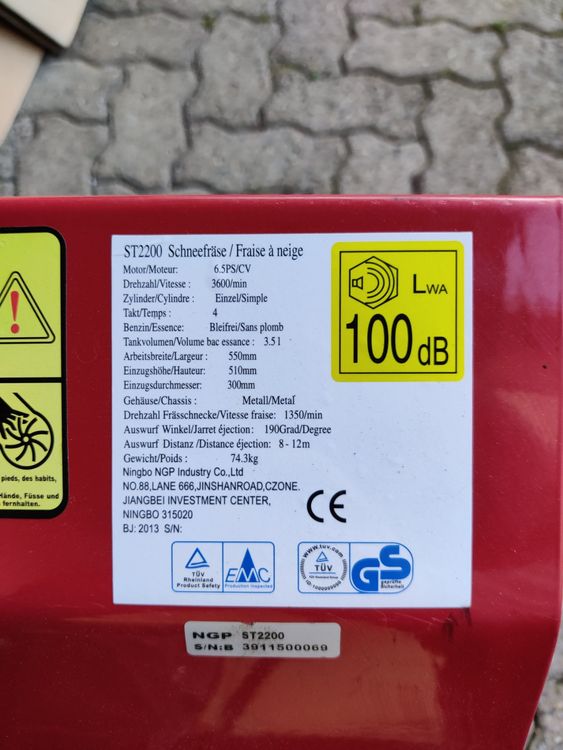 ST2200 Schneefräse / Fraise à neige
Motor/Moteur: 6.5PS/CV
Drehzahl/Vitesse : 3600/min
Zylinder/Cylindre : Einzel/Simple
Takt/Temps : 4
Benzin/Essence: Bleifrei/Sans plomb
Tankvolumen/Volume bac essance : 3.5 l
Arbeitsbreite/Largeur : 550mm
Einzugshöhe/Hauteur: 510mm
Einzugsdurchmesser: 300mm
Gehäuse/Chassis : Metall/Metal
Drehzahl Frässchnecke/Vitesse fraise: 1350/min
Auswurf Winkel/Jarret éjection: 190Grad/Degree
Auswurf Distanz /Distance éjection: 8 - 12m
Gewicht/Poids : 74.3kg
Ningbo NGP Industry Co.,Ltd
NO.88,LANE 666,JINSHANROAD,CZONE.
JIANGBEI INVESTMENT CENTER,
NINGBO 315020
BJ: 2013 S/N:
LWA
100 dB
pieds, des habits,
Hände, Füsse und
fernhalten.
CE
TÜV
Rheinland
Product Safety
EMC
Production Inspected
www.tuv.com
TÜV
GS
geprüfte
Sicherheit
NGP ST2200
S/N:B 3911500069